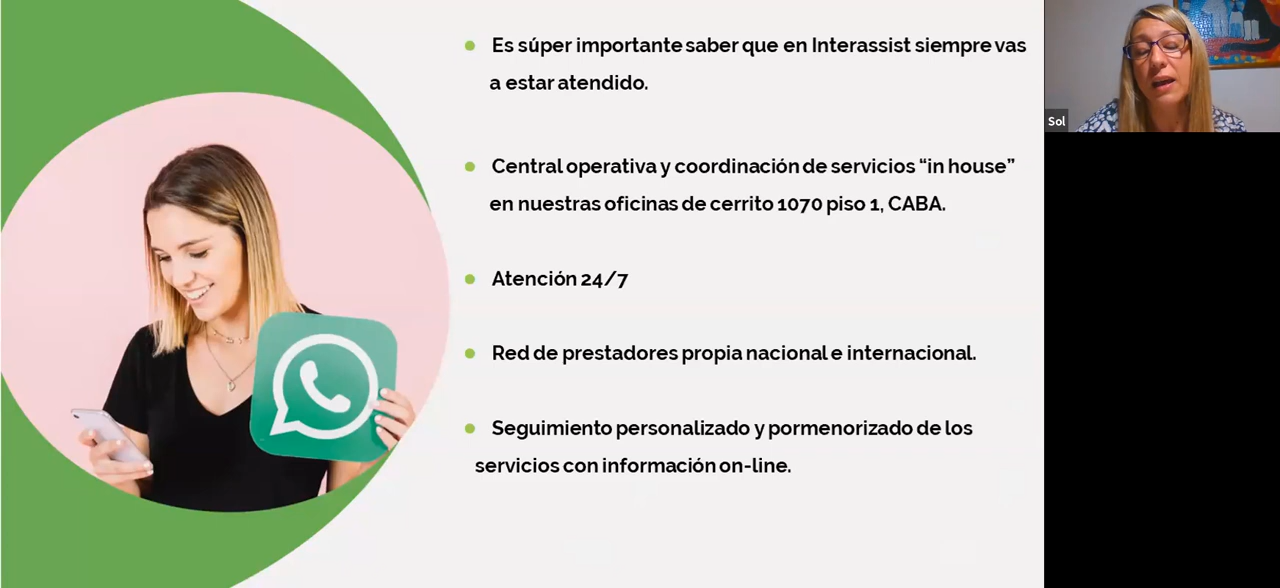 Es súper importante saber que en Interassist siempre vas
a estar atendido.
Central operativa y coordinación de servicios “in house”
en nuestras oficinas de cerrito 1070 piso 1, CABA.
Atención 24/7
Red de prestadores propia nacional e internacional.
Seguimiento personalizado y pormenorizado de los
servicios con información on-line.
Sol